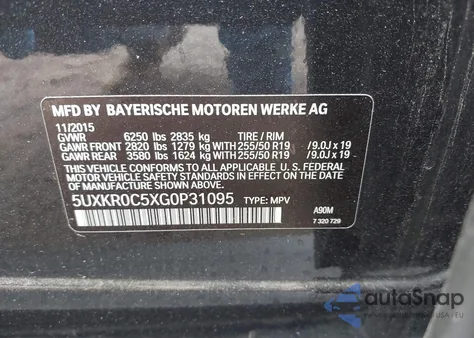 MFD BY BAYERISCHE MOTOREN WERKE AG
11/2015
GVWR 6250 lbs 2835 kg TIRE / RIM
GAWR FRONT 2820 lbs 1279 kg WITH 255/50 R19 /9.0J x 19
GAWR REAR 3580 lbs 1624 kg WITH 255/50 R19 /9.0J x 19
THIS VEHICLE CONFORMS TO ALL APPLICABLE U. S. FEDERAL
MOTOR VEHICLE SAFETY STANDARDS IN EFFECT
ON THE DATE OF MANUFACTURE SHOWN ABOVE.
5UXKR0C5XG0P31095 TYPE: MPV A90M
7 320 729
autoSnap